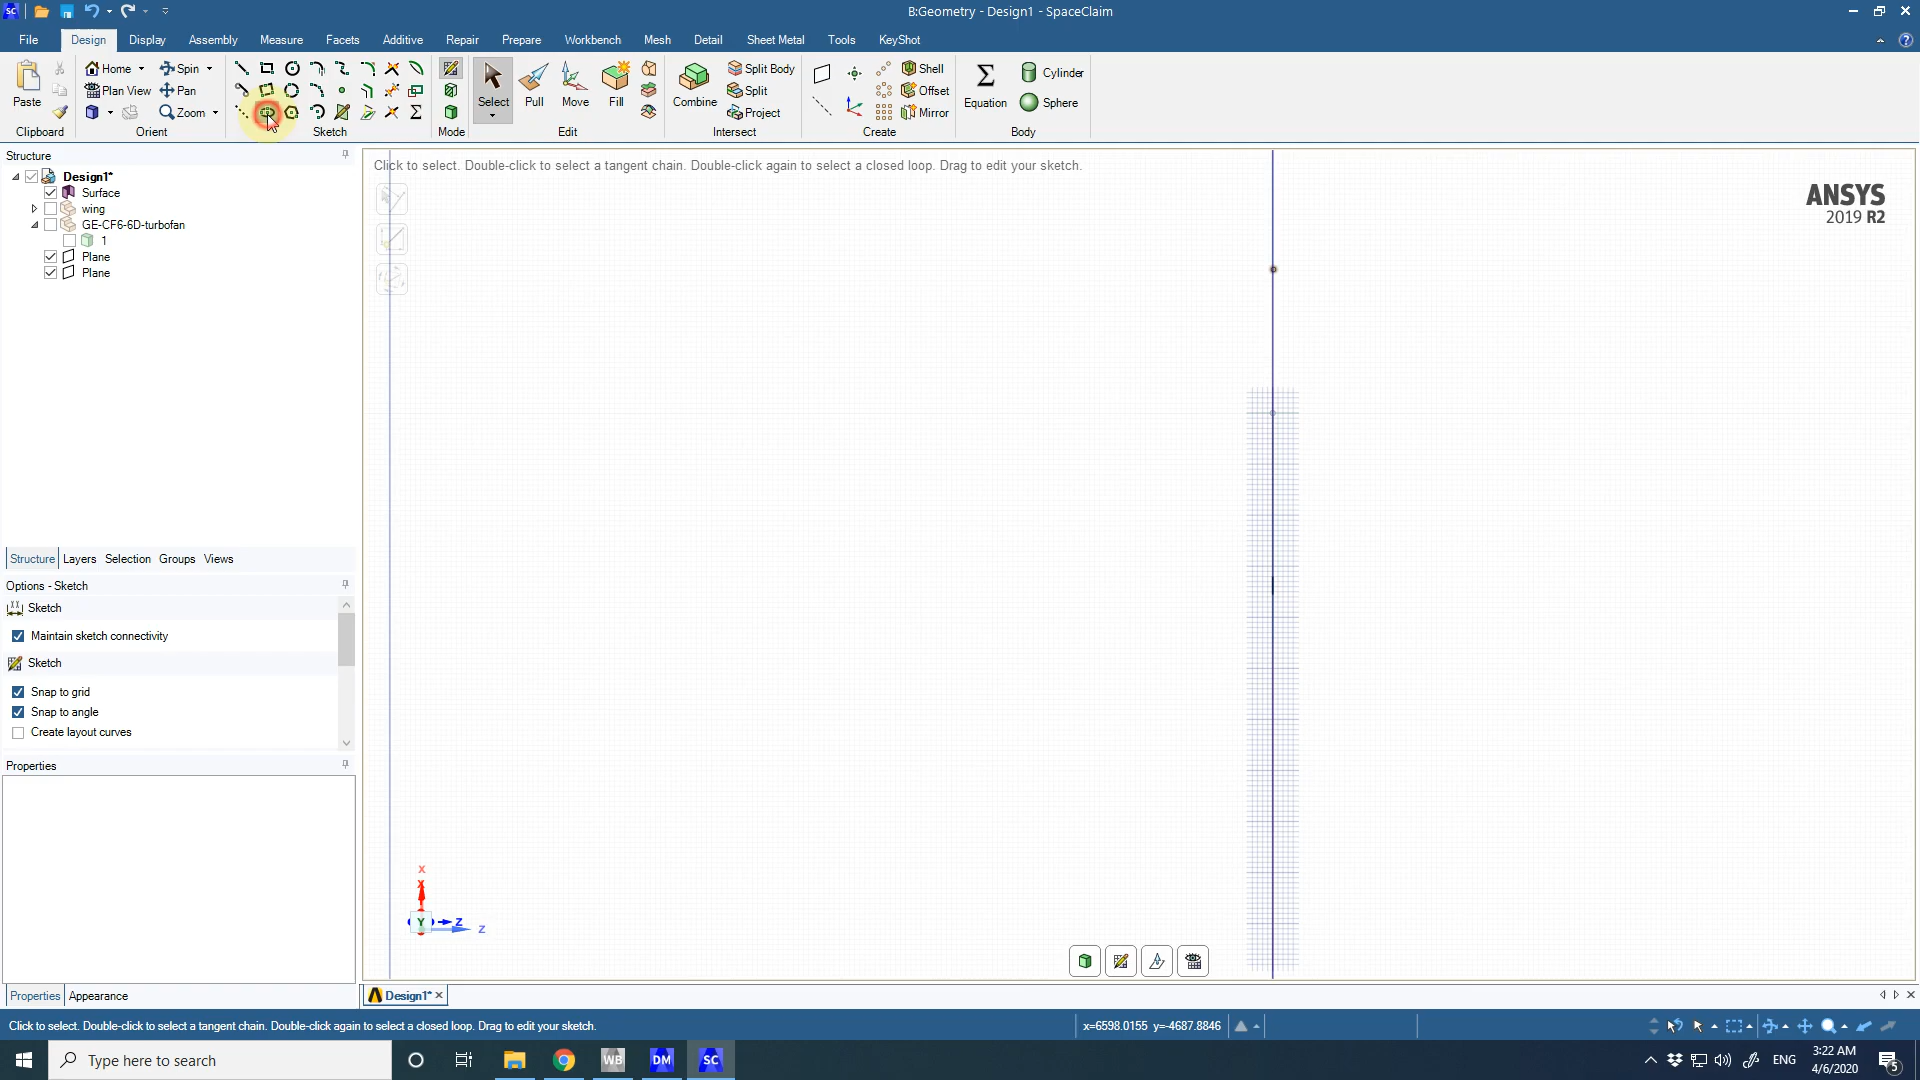 SC
B:Geometry - Design1 - SpaceClaim
File Design Display Assembly Measure Facets Additive Repair Prepare Workbench Mesh Detail Sheet Metal Tools KeyShot
Home Spin Split Body Shell Cylinder
Plan View Pan Split Offset
Paste Zoom Select Pull Move Fill Combine Project Mirror Equation Sphere
Clipboard Orient Sketch Mode Edit Intersect Create Body
Structure
Design1*
Surface
wing
GE-CF6-6D-turbofan
1
Plane
Plane
Structure Layers Selection Groups Views
Options - Sketch
Sketch
Maintain sketch connectivity
Sketch
Snap to grid
Snap to angle
Create layout curves
Properties
Properties Appearance
Click to select. Double-click to select a tangent chain. Double-click again to select a closed loop. Drag to edit your sketch.
ANSYS
2019 R2
X
X
Y Z
Z
Design1*
Click to select. Double-click to select a tangent chain. Double-click again to select a closed loop. Drag to edit your sketch.
x=6598.0155 y=-4687.8846
Type here to search
WB DM SC
ENG
3:22 AM
4/6/2020
5